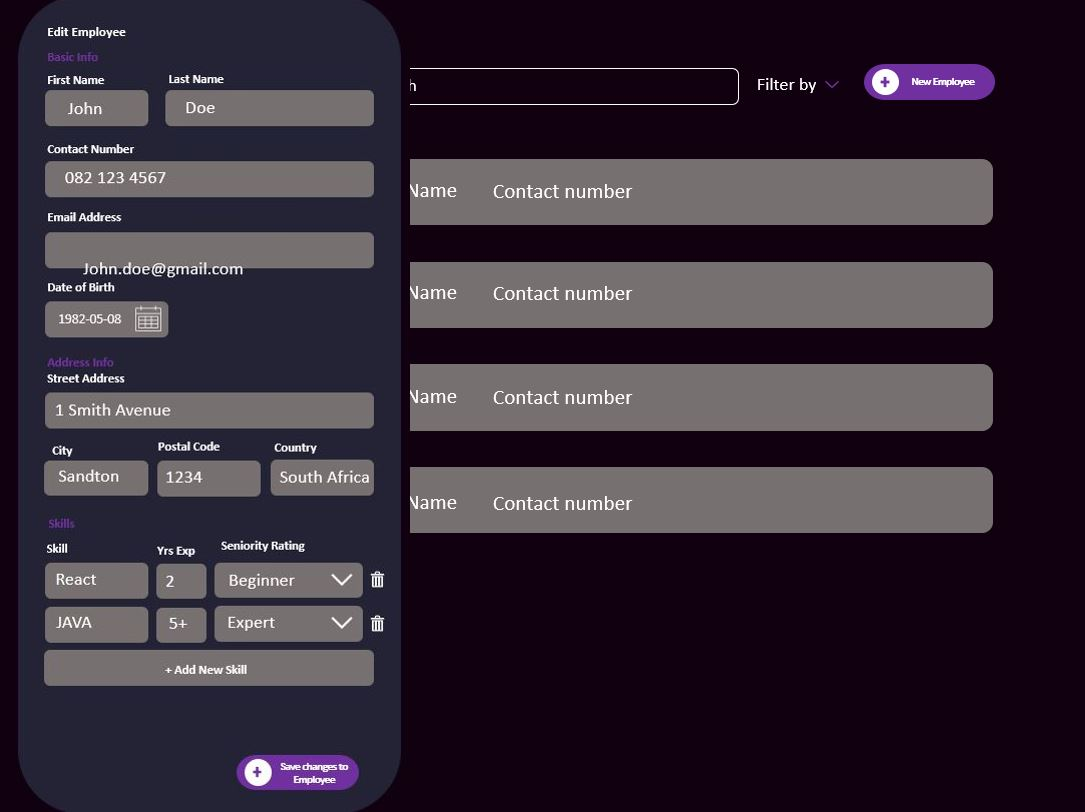 Edit Employee
Basic Info
First Name Last Name
John Doe
Contact Number
082 123 4567
Email Address
John.doe@gmail.com
Date of Birth
1982-05-08
Address Info
Street Address
1 Smith Avenue
City Postal Code Country
Sandton 1234 South Africa
Skills
Skill Yrs Exp Seniority Rating
React 2 Beginner
JAVA 5+ Expert
+ Add New Skill
+ Save changes to
Employee
h Filter by + New Employee
Name Contact number
Name Contact number
Name Contact number
Name Contact number